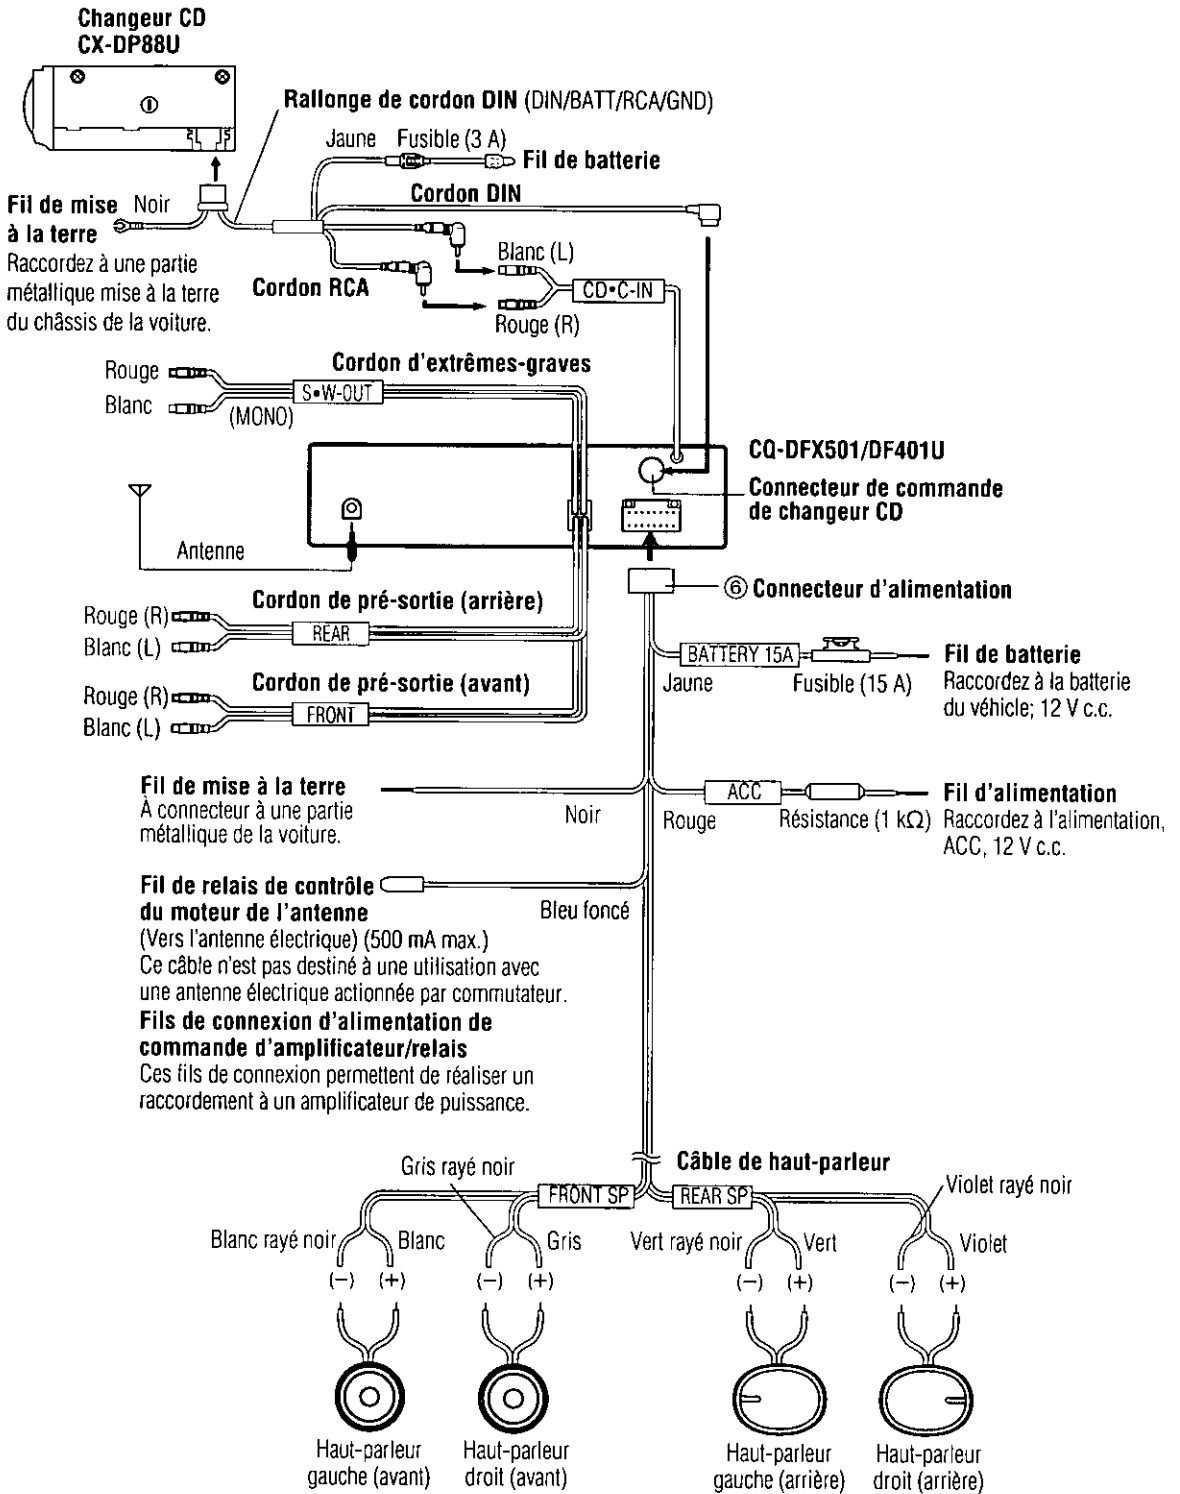 Changeur CD
CX-DP88U
Rallonge de cordon DIN (DIN/BATT/RCA/GND)
Jaune
Fusible (3 A)
Fil de batterie
Cordon DIN
Fil de mise
à la terre
Noir
Raccordez à une partie
métallique mise à la terre
du châssis de la voiture.
Cordon RCA
Blanc (L)
CD•C-IN
Rouge (R)
Cordon d'extrêmes-graves
Rouge
S•W-OUT
Blanc
(MONO)
CQ-DFX501/DF401U
Connecteur de commande
de changeur CD
Antenne
⑥ Connecteur d'alimentation
Cordon de pré-sortie (arrière)
Rouge (R)
REAR
Blanc (L)
BATTERY 15A
Jaune
Fusible (15 A)
Fil de batterie
Raccordez à la batterie
du véhicule; 12 V c.c.
Cordon de pré-sortie (avant)
Rouge (R)
FRONT
Blanc (L)
Fil de mise à la terre
À connecteur à une partie
métallique de la voiture.
Noir
ACC
Rouge
Résistance (1 kΩ)
Fil d'alimentation
Raccordez à l'alimentation,
ACC, 12 V c.c.
Fil de relais de contrôle
du moteur de l'antenne
Bleu foncé
(Vers l'antenne électrique) (500 mA max.)
Ce câble n'est pas destiné à une utilisation avec
une antenne électrique actionnée par commutateur.
Fils de connexion d'alimentation de
commande d'amplificateur/relais
Ces fils de connexion permettent de réaliser un
raccordement à un amplificateur de puissance.
Câble de haut-parleur
Gris rayé noir
FRONT SP
REAR SP
Violet rayé noir
Blanc rayé noir
Blanc
Gris
Vert rayé noir
Vert
Violet
(−) (+)
(−) (+)
(−) (+)
(−) (+)
Haut-parleur
gauche (avant)
Haut-parleur
droit (avant)
Haut-parleur
gauche (arrière)
Haut-parleur
droit (arrière)